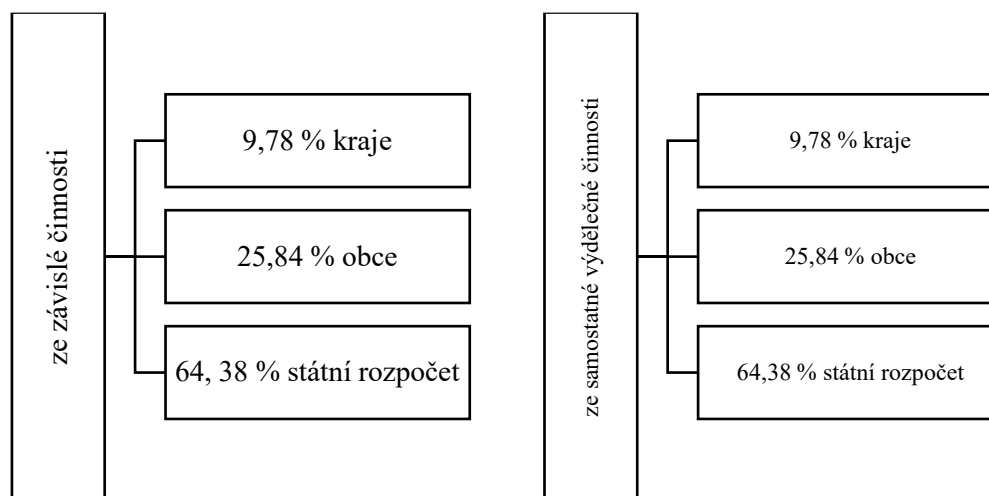 ze závislé činnosti
9,78 % kraje
25,84 % obce
64, 38 % státní rozpočet
ze samostatné výdělečné činnosti
9,78 % kraje
25,84 % obce
64,38 % státní rozpočet